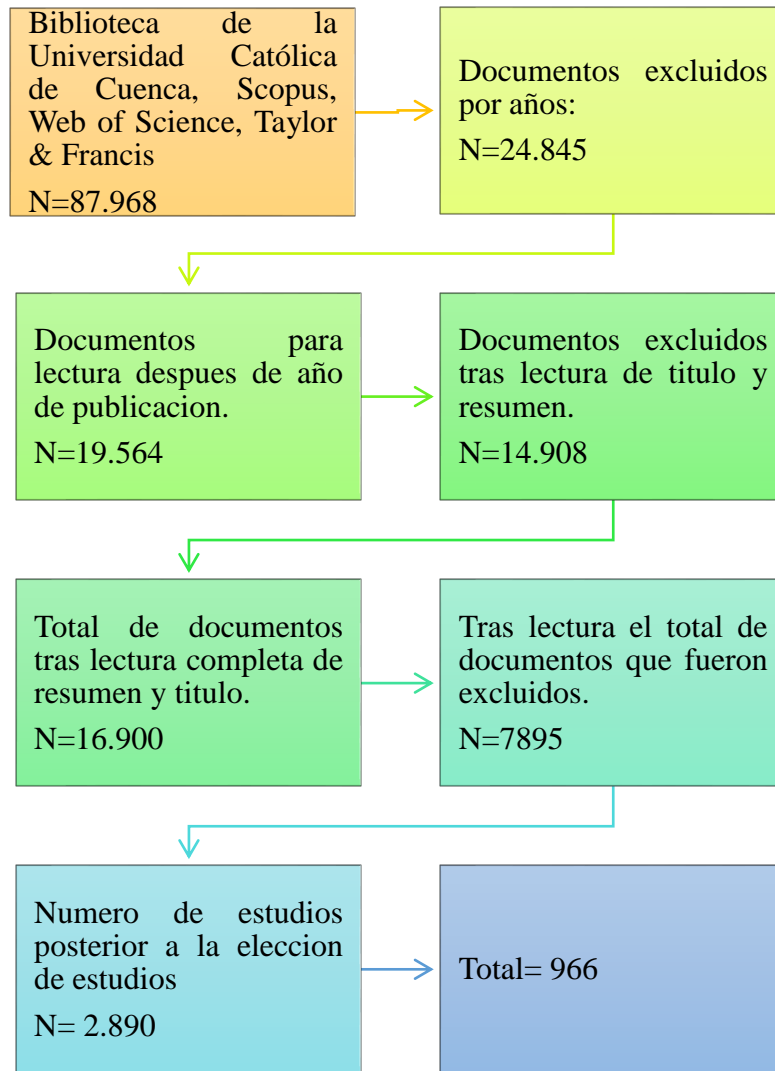 Biblioteca de la
Universidad Católica
de Cuenca, Scopus,
Web of Science, Taylor
& Francis
N=87.968
Documentos excluidos
por años:
N=24.845
Documentos para
lectura despues de año
de publicacion.
N=19.564
Documentos excluidos
tras lectura de titulo y
resumen.
N=14.908
Total de documentos
tras lectura completa de
resumen y titulo.
N=16.900
Tras lectura el total de
documentos que fueron
excluidos.
N=7895
Numero de estudios
posterior a la eleccion
de estudios
N= 2.890
Total= 966